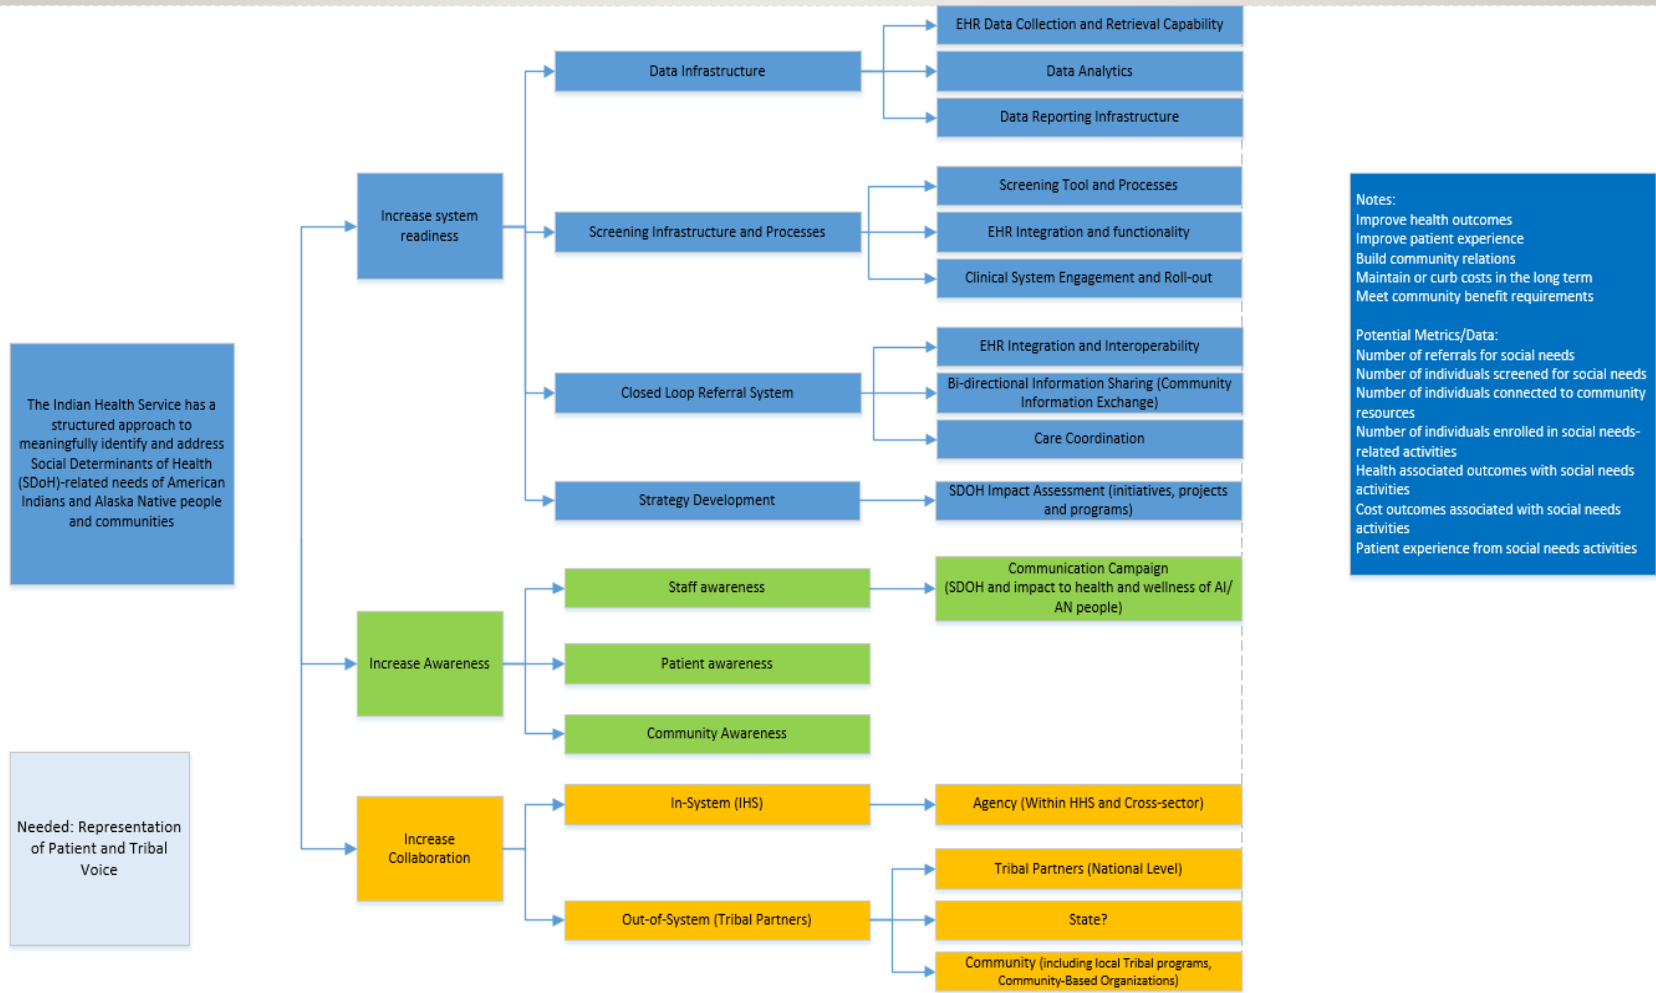 The Indian Health Service has a
structured approach to
meaningfully identify and address
Social Determinants of Health
(SDoH)-related needs of American
Indians and Alaska Native people
and communities
Needed: Representation
of Patient and Tribal
Voice
Increase system
readiness
Data Infrastructure
EHR Data Collection and Retrieval Capability
Data Analytics
Data Reporting Infrastructure
Screening Infrastructure and Processes
Screening Tool and Processes
EHR Integration and functionality
Clinical System Engagement and Roll-out
Closed Loop Referral System
EHR Integration and Interoperability
Bi-directional Information Sharing (Community
Information Exchange)
Care Coordination
Strategy Development
SDOH Impact Assessment (initiatives, projects
and programs)
Increase Awareness
Staff awareness
Communication Campaign
(SDOH and impact to health and wellness of AI/
AN people)
Patient awareness
Community Awareness
Increase
Collaboration
In-System (IHS)
Agency (Within HHS and Cross-sector)
Out-of-System (Tribal Partners)
Tribal Partners (National Level)
State?
Community (including local Tribal programs,
Community-Based Organizations)
Notes:
Improve health outcomes
Improve patient experience
Build community relations
Maintain or curb costs in the long term
Meet community benefit requirements
Potential Metrics/Data:
Number of referrals for social needs
Number of individuals screened for social needs
Number of individuals connected to community
resources
Number of individuals enrolled in social needs-
related activities
Health associated outcomes with social needs
activities
Cost outcomes associated with social needs
activities
Patient experience from social needs activities